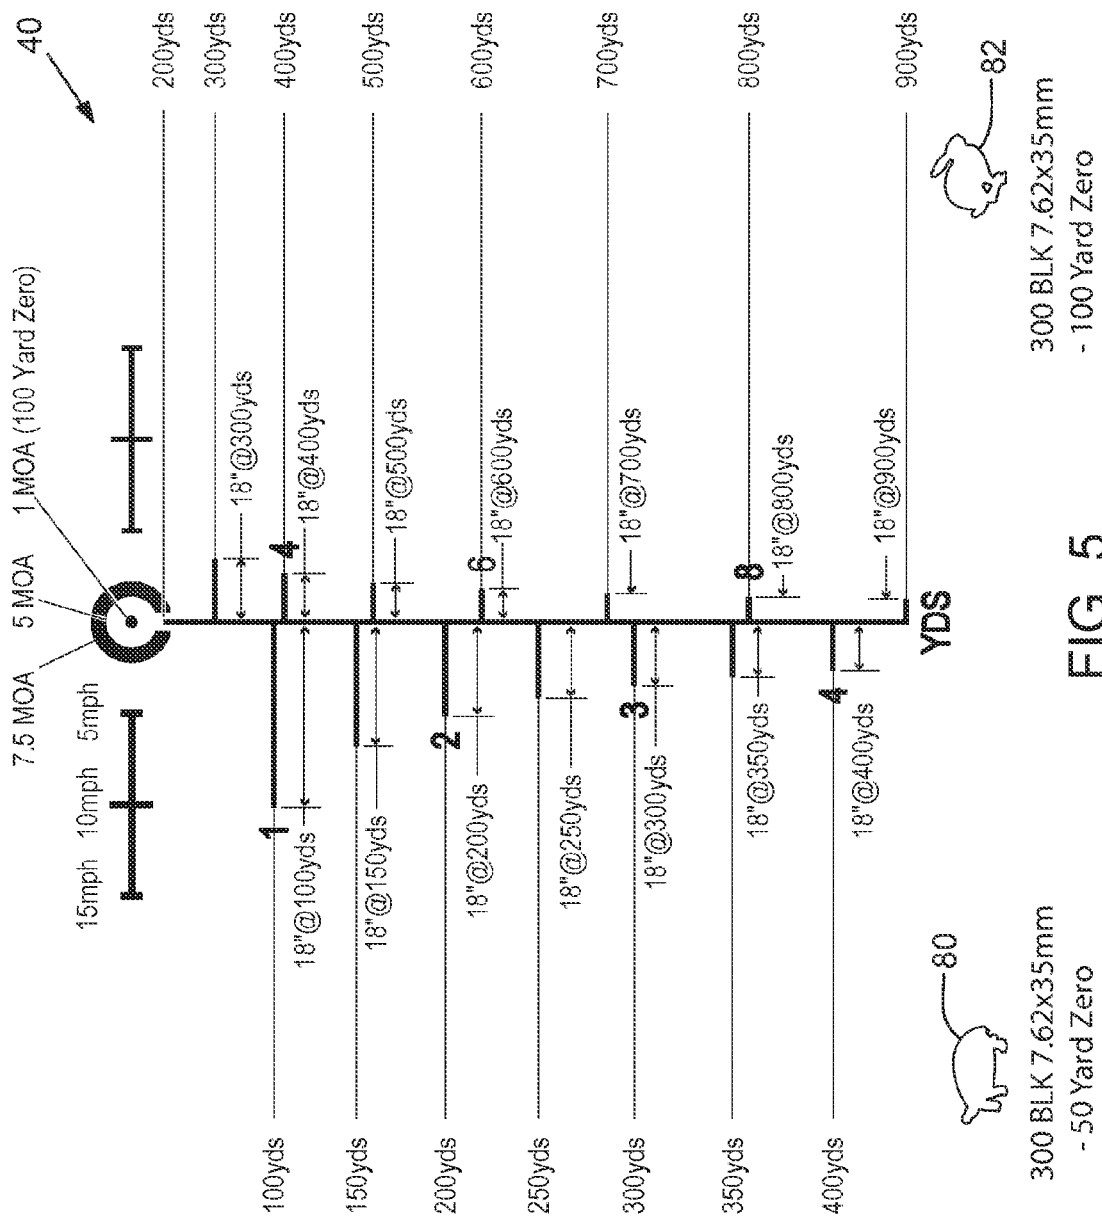 40
7.5 MOA
5 MOA
1 MOA (100 Yard Zero)
15mph
10mph
5mph
200yds
300yds
400yds
500yds
600yds
700yds
800yds
900yds
18"@300yds
4
18"@400yds
18"@500yds
6
18"@600yds
18"@700yds
8
18"@800yds
18"@900yds
100yds
150yds
200yds
250yds
300yds
350yds
400yds
1
18"@100yds
18"@150yds
2
18"@200yds
18"@250yds
3
18"@300yds
18"@350yds
4
18"@400yds
YDS
80
300 BLK 7.62x35mm
- 50 Yard Zero
82
300 BLK 7.62x35mm
- 100 Yard Zero
FIG. 5